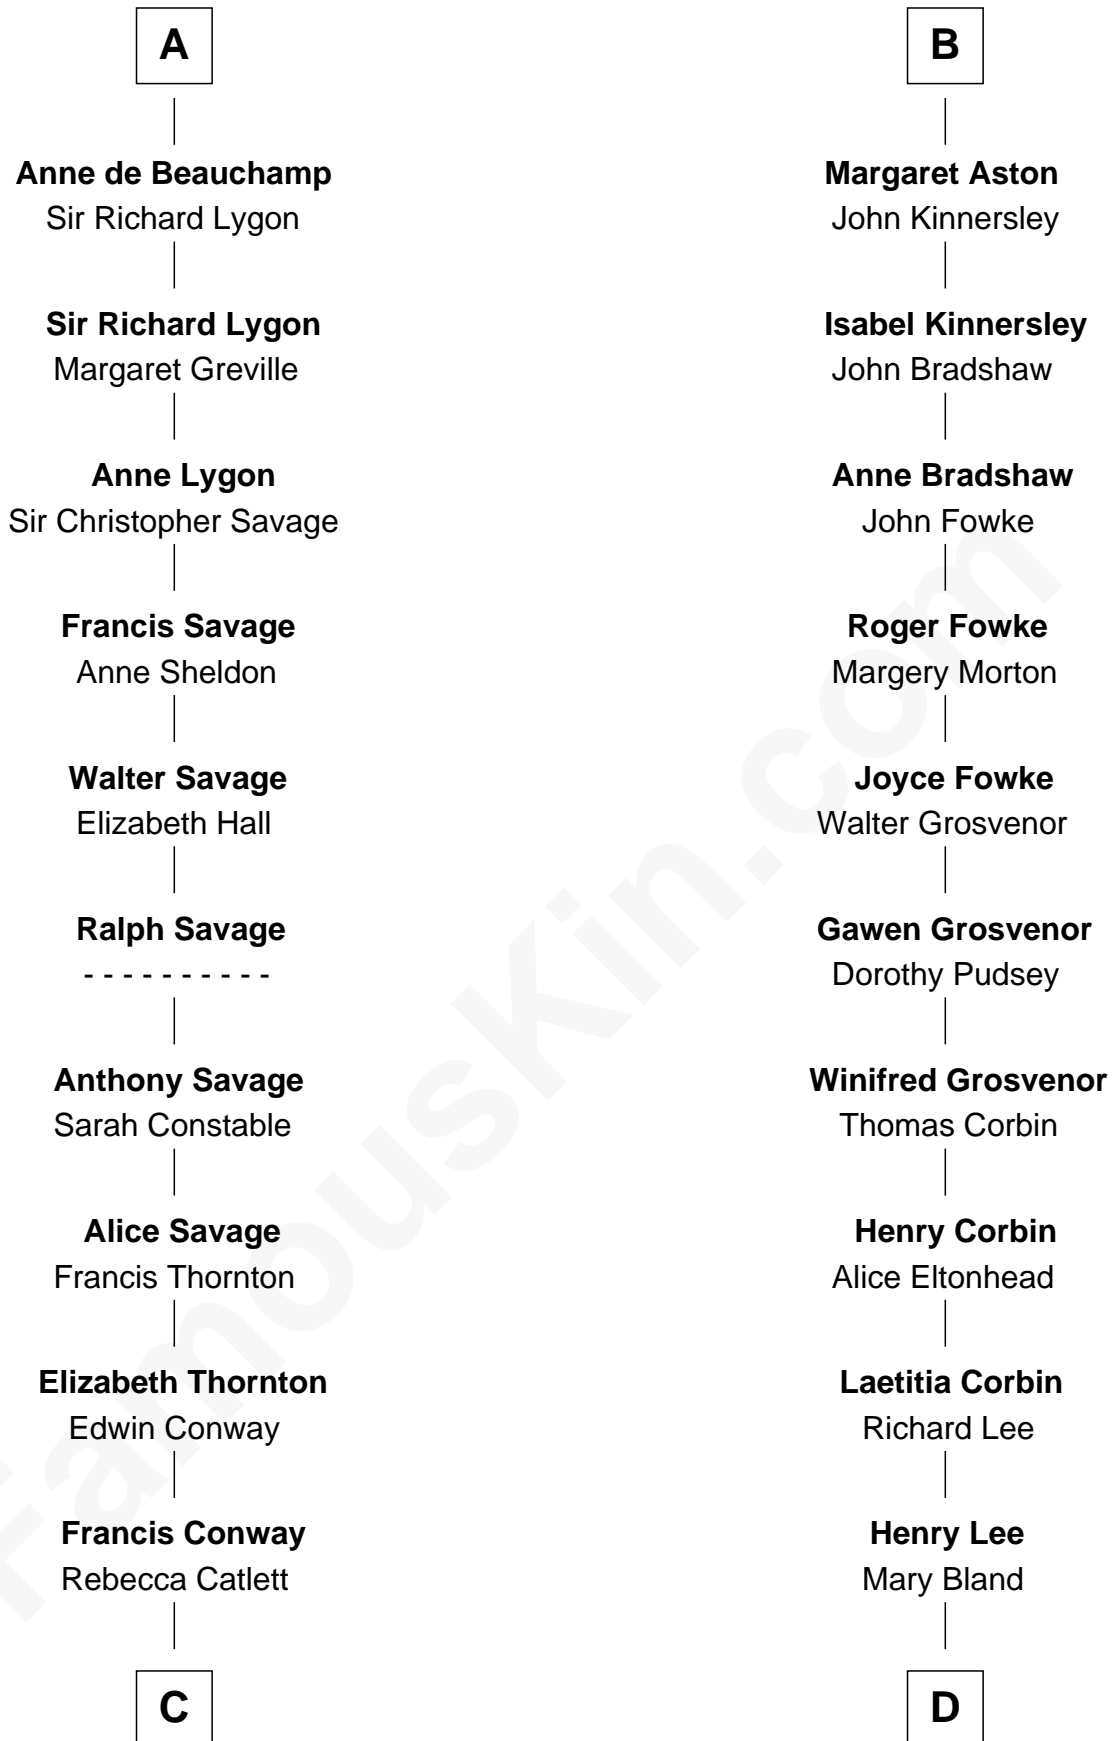 A
Anne de Beauchamp
Sir Richard Lygon
Sir Richard Lygon
Margaret Greville
Anne Lygon
Sir Christopher Savage
Francis Savage
Anne Sheldon
Walter Savage
Elizabeth Hall
Ralph Savage
- - - - - - - - - -
Anthony Savage
Sarah Constable
Alice Savage
Francis Thornton
Elizabeth Thornton
Edwin Conway
Francis Conway
Rebecca Catlett
C
B
Margaret Aston
John Kinnersley
Isabel Kinnersley
John Bradshaw
Anne Bradshaw
John Fowke
Roger Fowke
Margery Morton
Joyce Fowke
Walter Grosvenor
Gawen Grosvenor
Dorothy Pudsey
Winifred Grosvenor
Thomas Corbin
Henry Corbin
Alice Eltonhead
Laetitia Corbin
Richard Lee
Henry Lee
Mary Bland
D
FamousKin.com